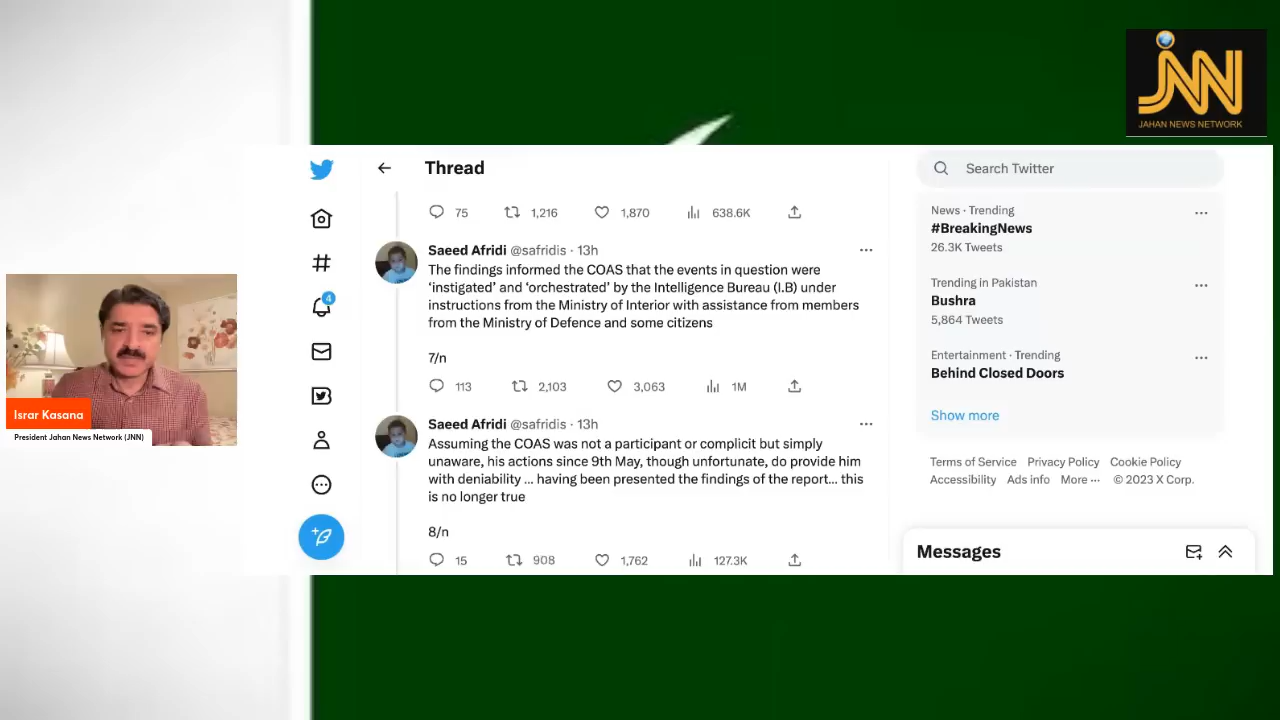 JNN
JAHAN NEWS NETWORK
Thread
Search Twitter
75 1,216 1,870 638.6K
Saeed Afridi @safridis · 13h
The findings informed the COAS that the events in question were
‘instigated’ and ‘orchestrated’ by the Intelligence Bureau (I.B) under
instructions from the Ministry of Interior with assistance from members
from the Ministry of Defence and some citizens
7/n
113 2,103 3,063 1M
Saeed Afridi @safridis · 13h
Assuming the COAS was not a participant or complicit but simply
unaware, his actions since 9th May, though unfortunate, do provide him
with deniability ... having been presented the findings of the report... this
is no longer true
8/n
15 908 1,762 127.3K
News · Trending
#BreakingNews
26.3K Tweets
Trending in Pakistan
Bushra
5,864 Tweets
Entertainment · Trending
Behind Closed Doors
Show more
Terms of Service Privacy Policy Cookie Policy
Accessibility Ads info More ··· © 2023 X Corp.
Messages
4
Israr Kasana
President Jahan News Network (JNN)